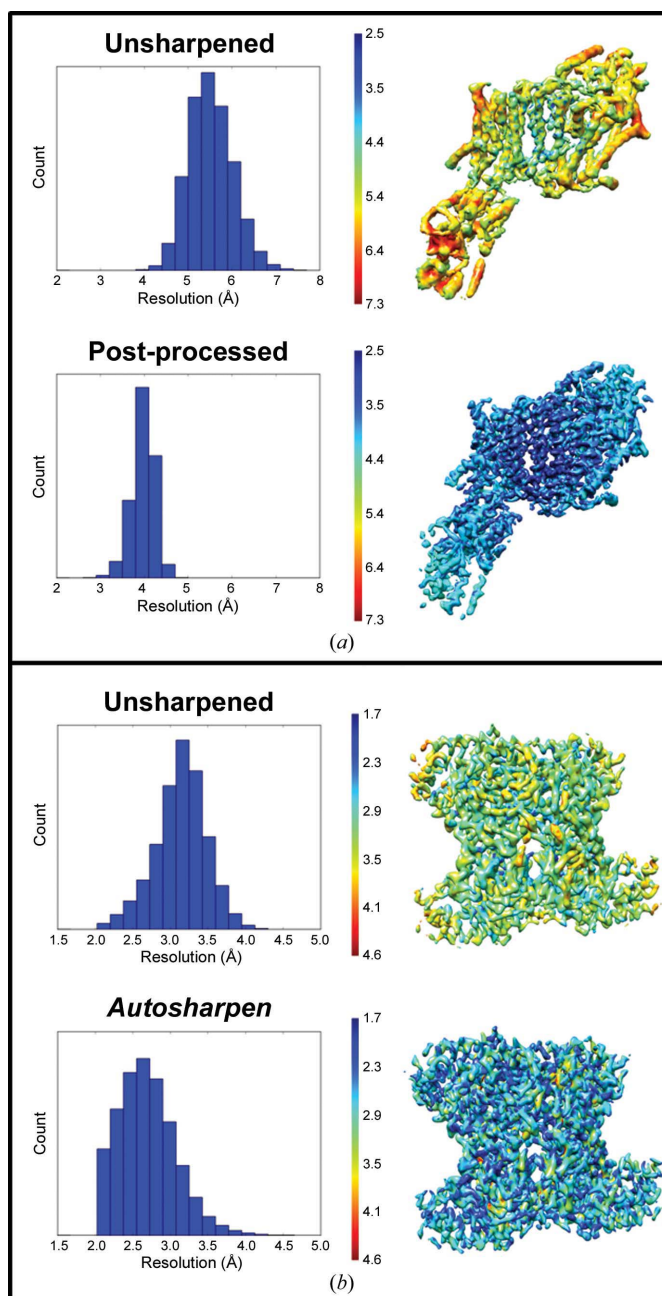 Unsharpened
Count
2 3 4 5 6 7 8
Resolution (Å)
2.5
3.5
4.4
5.4
6.4
7.3
Post-processed
Count
2 3 4 5 6 7 8
Resolution (Å)
2.5
3.5
4.4
5.4
6.4
7.3
(a)
Unsharpened
Count
1.5 2.0 2.5 3.0 3.5 4.0 4.5 5.0
Resolution (Å)
1.7
2.3
2.9
3.5
4.1
4.6
Autosharpen
Count
1.5 2.0 2.5 3.0 3.5 4.0 4.5 5.0
Resolution (Å)
1.7
2.3
2.9
3.5
4.1
4.6
(b)